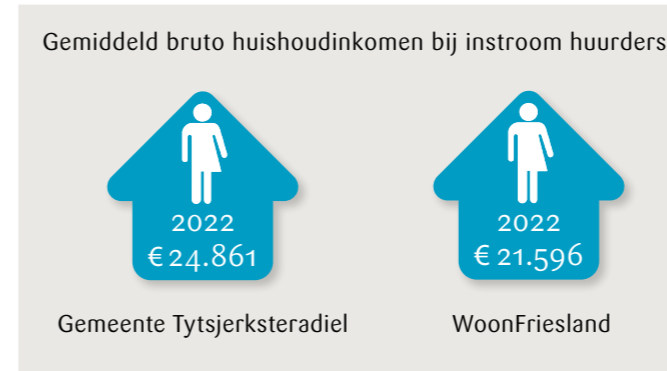 Gemiddeld bruto huishoudinkomen bij instroom huurders
2022
€ 24.861
Gemeente Tytsjerksteradiel
2022
€ 21.596
WoonFriesland